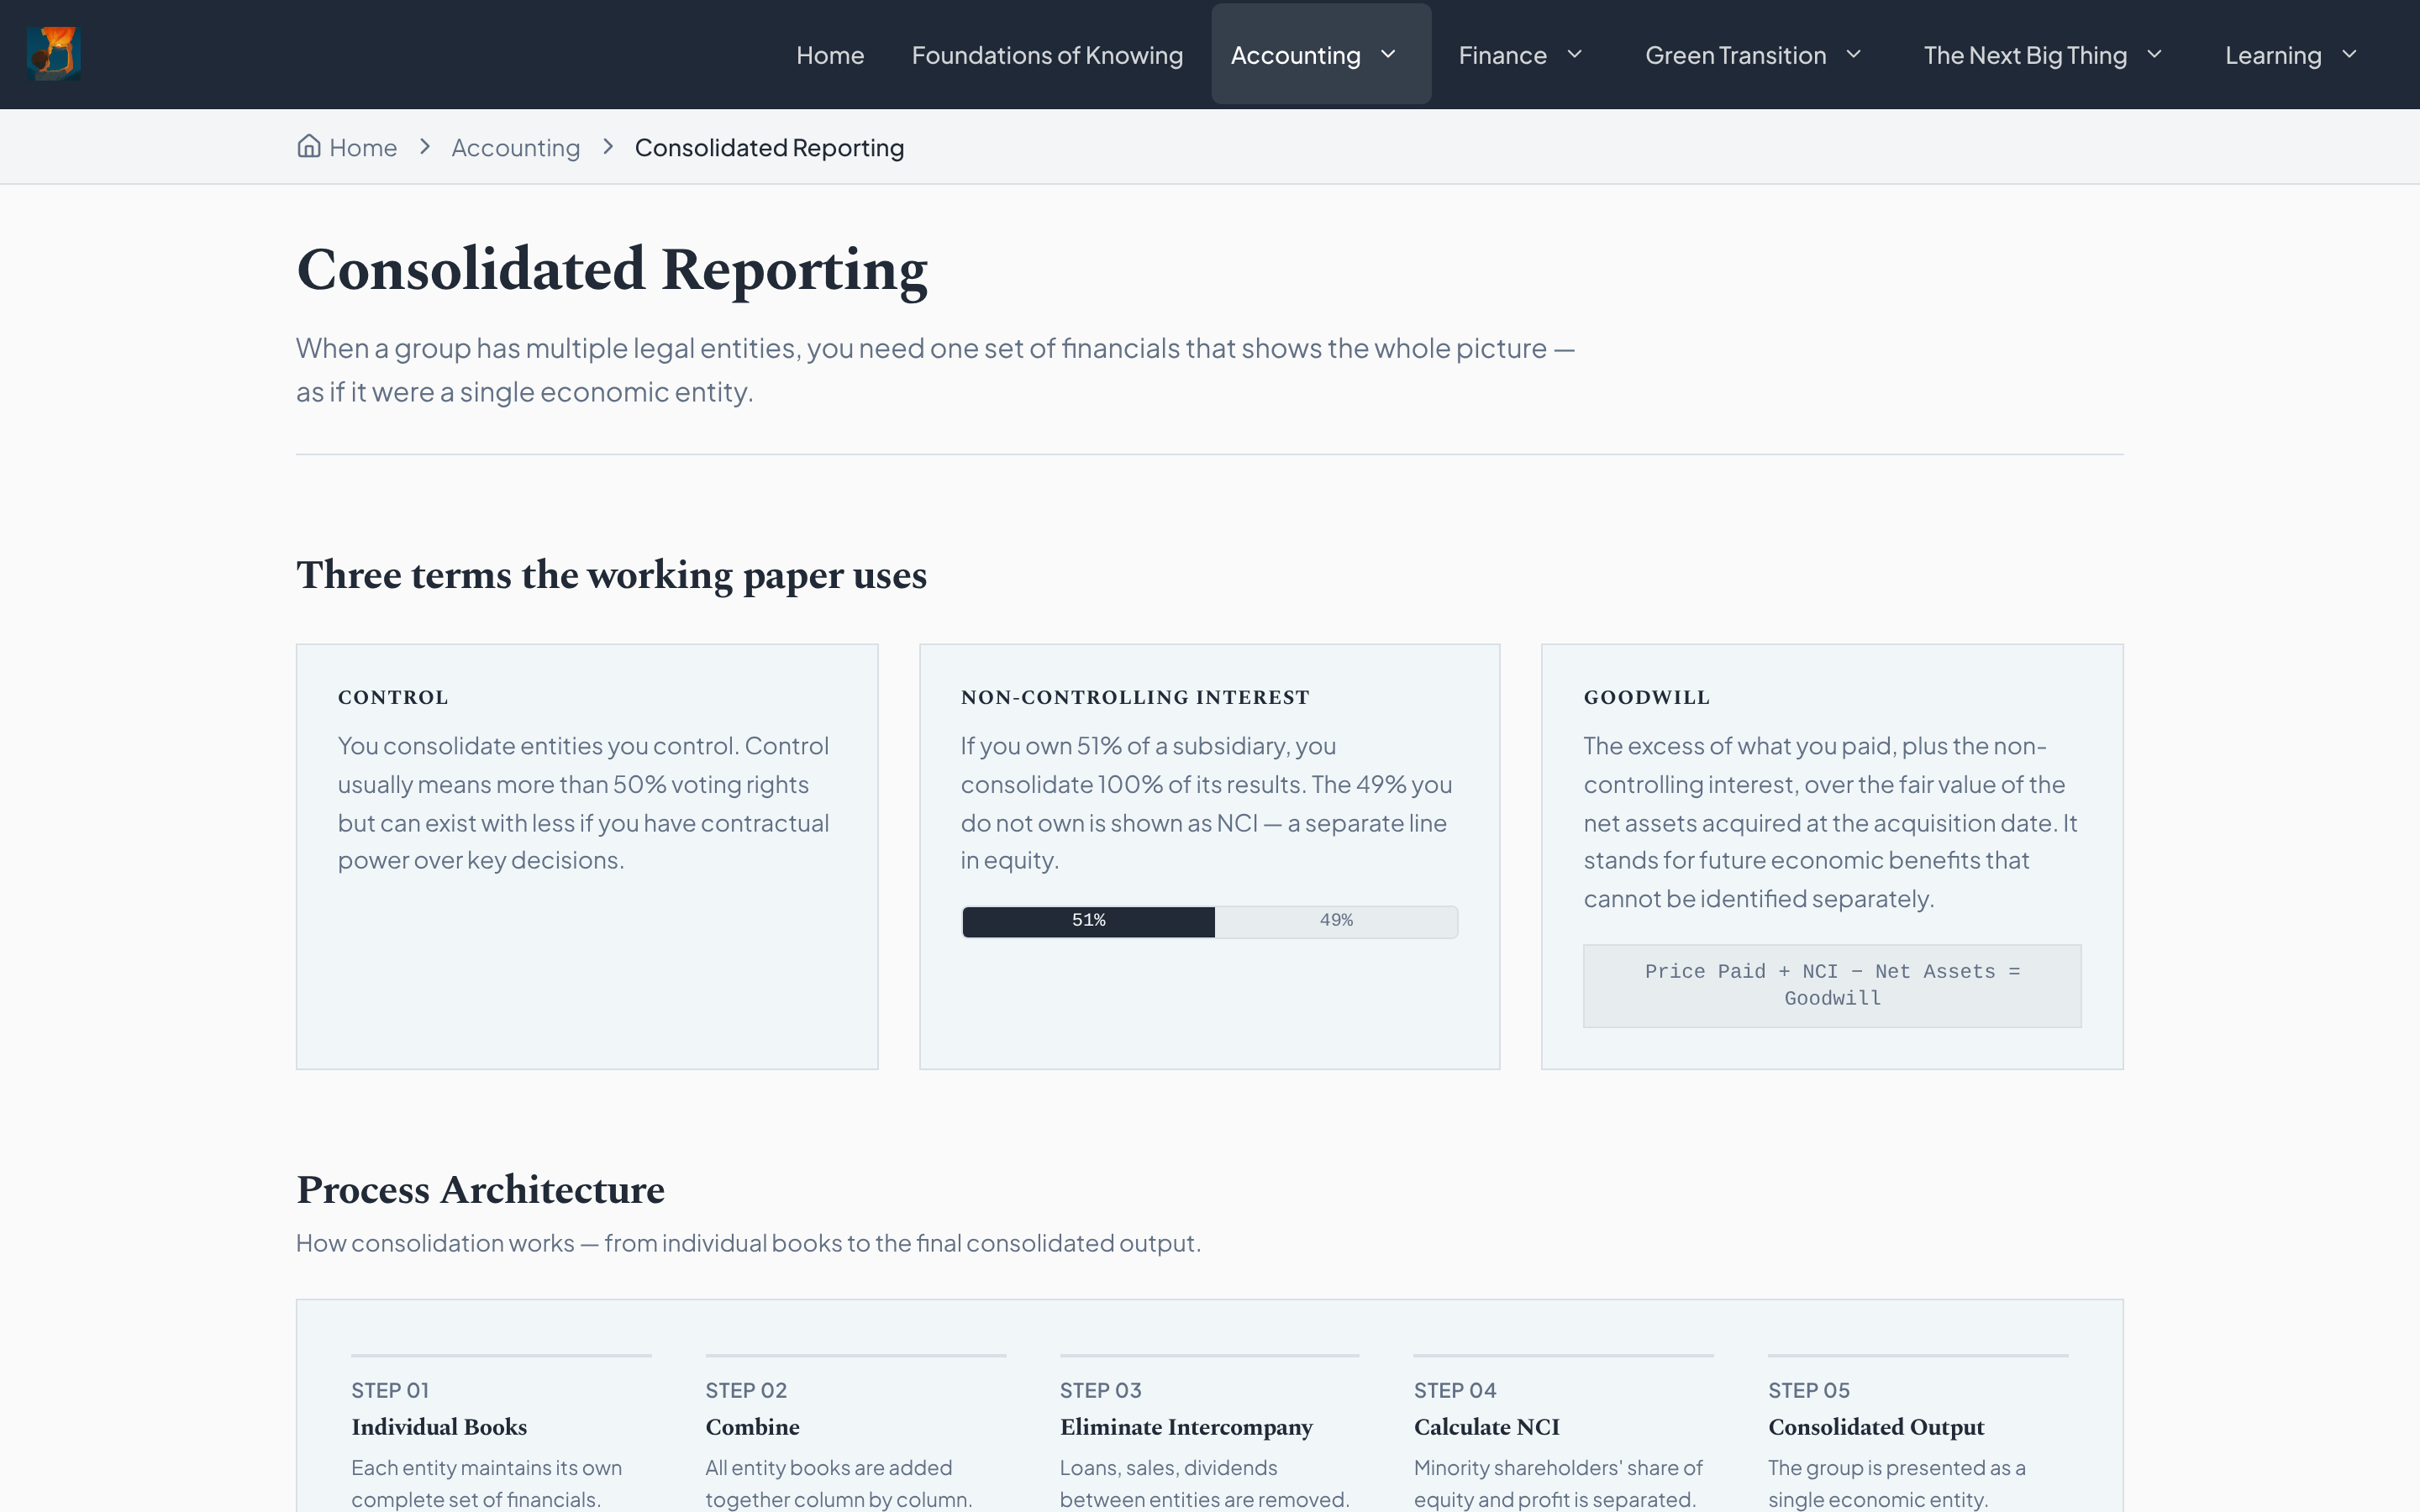 Home
Foundations of Knowing
Accounting
Finance
Green Transition
The Next Big Thing
Learning
Home
Accounting
Consolidated Reporting
Consolidated Reporting
When a group has multiple legal entities, you need one set of financials that shows the whole picture —
as if it were a single economic entity.
Three terms the working paper uses
CONTROL
You consolidate entities you control. Control
usually means more than 50% voting rights
but can exist with less if you have contractual
power over key decisions.
NON-CONTROLLING INTEREST
If you own 51% of a subsidiary, you
consolidate 100% of its results. The 49% you
do not own is shown as NCI — a separate line
in equity.
51%
49%
GOODWILL
The excess of what you paid, plus the non-
controlling interest, over the fair value of the
net assets acquired at the acquisition date. It
stands for future economic benefits that
cannot be identified separately.
Price Paid + NCI − Net Assets =
Goodwill
Process Architecture
How consolidation works — from individual books to the final consolidated output.
STEP 01
Individual Books
Each entity maintains its own
complete set of financials.
STEP 02
Combine
All entity books are added
together column by column.
STEP 03
Eliminate Intercompany
Loans, sales, dividends
between entities are removed.
STEP 04
Calculate NCI
Minority shareholders' share of
equity and profit is separated.
STEP 05
Consolidated Output
The group is presented as a
single economic entity.